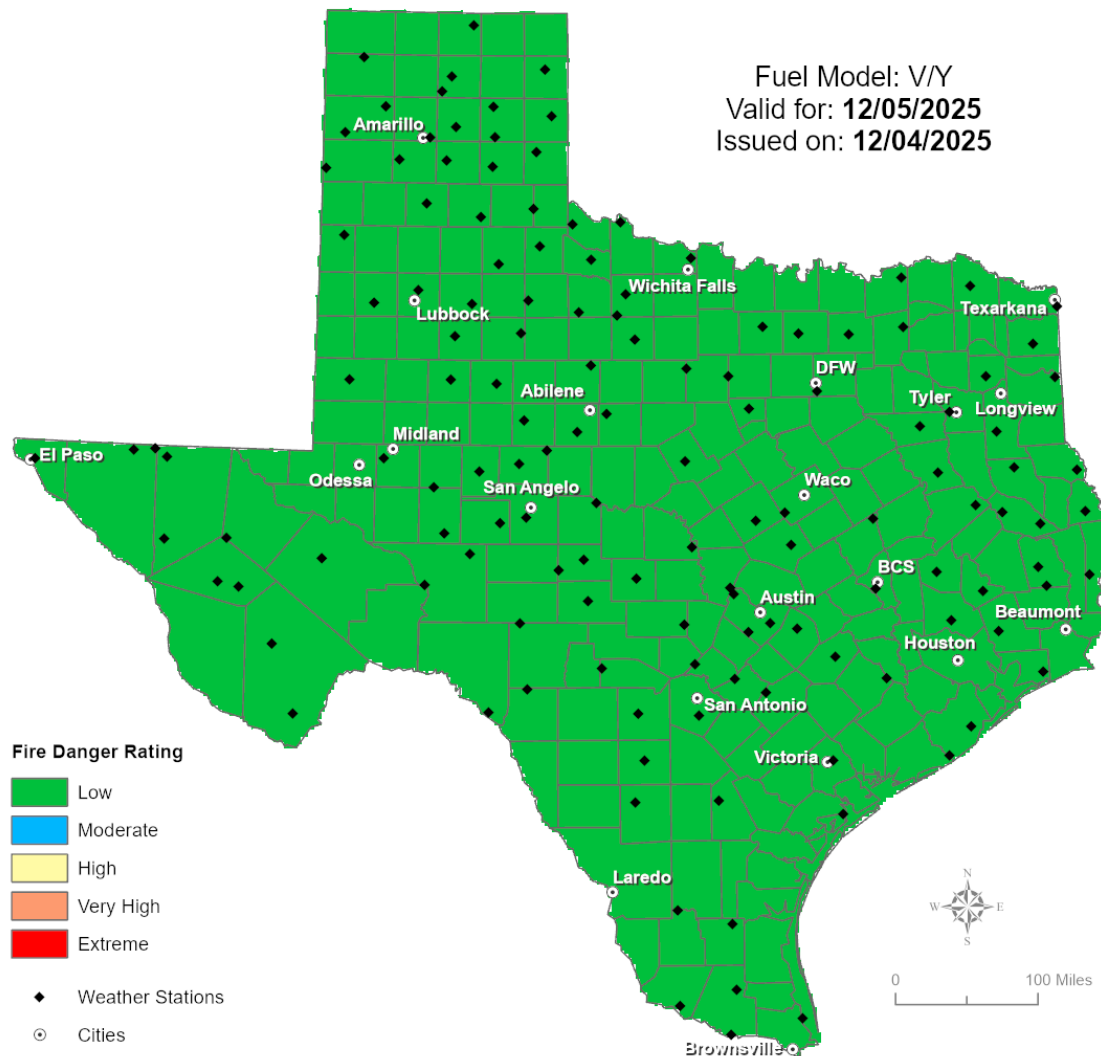 Fuel Model: V/Y
Valid for: 12/05/2025
Issued on: 12/04/2025
Amarillo
Wichita Falls
Lubbock
Texarkana
DFW
Abilene
Tyler
Longview
Midland
El Paso
Odessa
San Angelo
Waco
BCS
Austin
Beaumont
Houston
San Antonio
Victoria
Laredo
Brownsville
Fire Danger Rating
Low
Moderate
High
Very High
Extreme
Weather Stations
Cities
N
W E
S
0 100 Miles